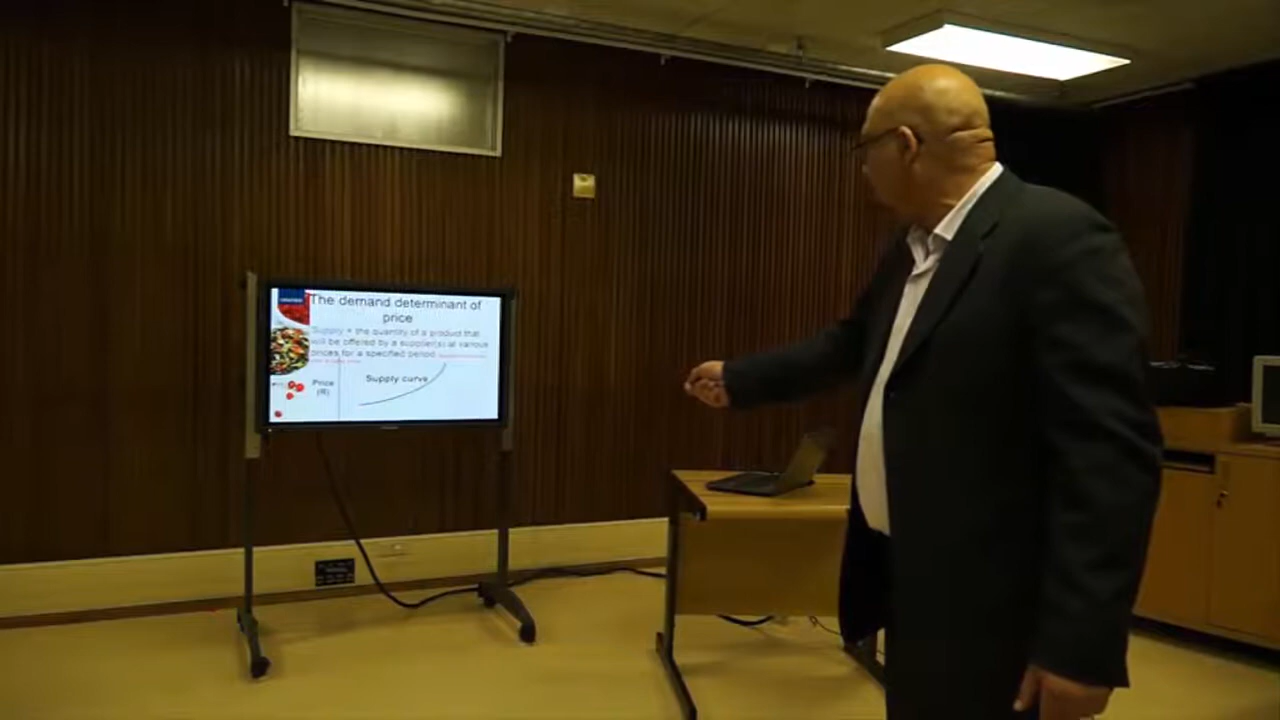 The demand determinant of
price
Supply = the quantity of a product that
will be offered by a supplier(s) at various
prices for a specified period
Supply curve
Price
(R)